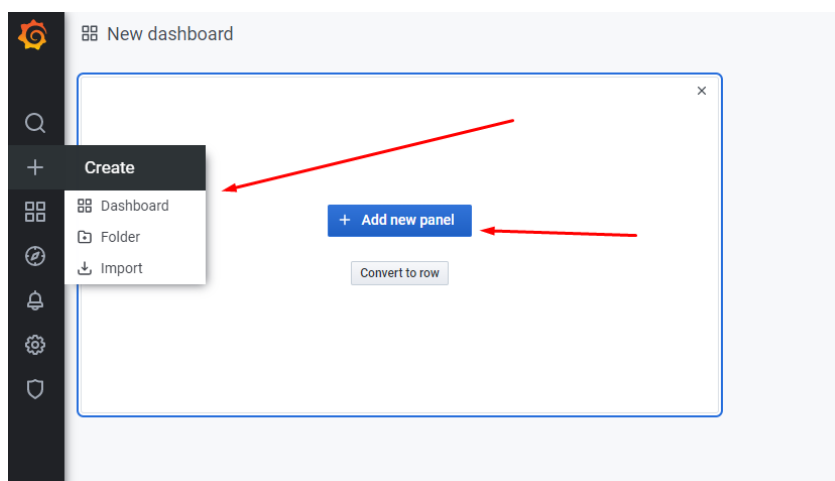 New dashboard
Create
Dashboard
Folder
Import
+ Add new panel
Convert to row